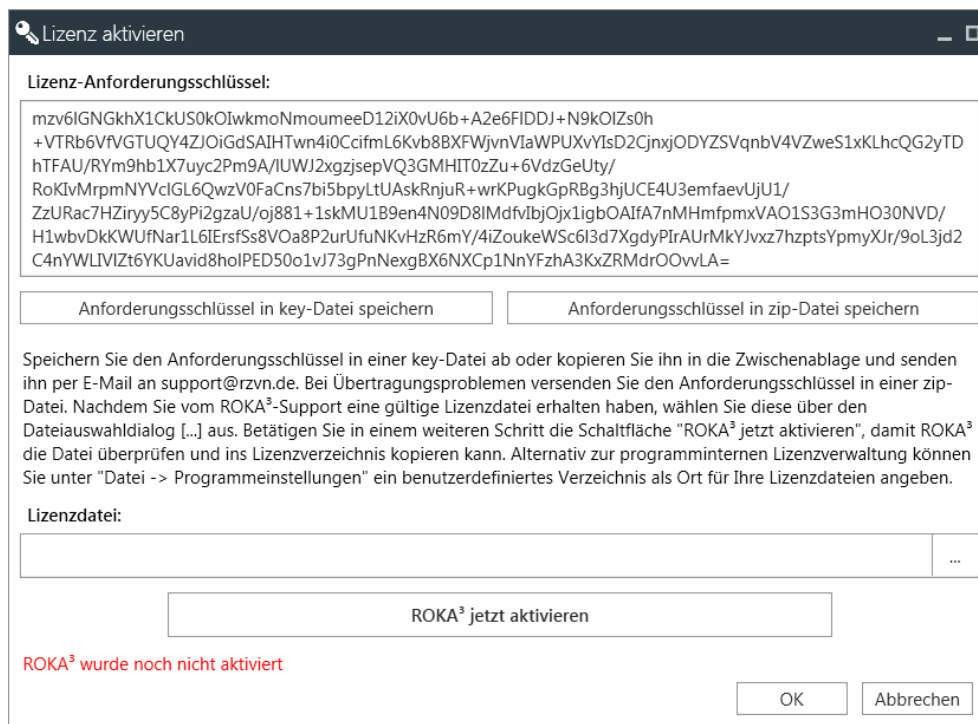 Lizenz aktivieren
Lizenz-Anforderungsschlüssel:
mzv6lGNGkhX1CkUS0kOIwkmoNmoumeeD12iX0vU6b+A2e6FlDDJ+N9kOlZs0h
+VTRb6VfVGTUQY4ZJOiGdSAIHTwn4i0CcifmL6Kvb8BXFWjvnVIaWPUXvYIsD2CjnxjODYZSVqnbV4VZweS1xKLhcQG2yTD
hTFAU/RYm9hb1X7uyc2Pm9A/lUWJ2xgzjsepVQ3GMHIT0zZu+6VdzGeUty/
RoKIvMrpmNYVclGL6QwzV0FaCns7bi5bpyLtUAskRnjuR+wrKPugkGpRBg3hjUCE4U3emfaevUjU1/
ZzURac7HZiryy5C8yPi2gzaU/oj881+1skMU1B9en4N09D8lMdfvIbjOjx1igbOAIfA7nMHmfpmxVAO1S3G3mHO30NVD/
H1wbvDkKWUfNar1L6IErsfSs8VOa8P2urUfuNKvHzR6mY/4iZoukeWSc6l3d7XgdyPIrAUrMkYJvxz7hzptsYpmyXJr/9oL3jd2
C4nYWLIVlZt6YKUavid8holPED50o1vJ73gPnNexgBX6NXCp1NnYFzhA3KxZRMdrOOvvLA=
Anforderungsschlüssel in key-Datei speichern
Anforderungsschlüssel in zip-Datei speichern
Speichern Sie den Anforderungsschlüssel in einer key-Datei ab oder kopieren Sie ihn in die Zwischenablage und senden
ihn per E-Mail an support@rzvn.de. Bei Übertragungsproblemen versenden Sie den Anforderungsschlüssel in einer zip-
Datei. Nachdem Sie vom ROKA³-Support eine gültige Lizenzdatei erhalten haben, wählen Sie diese über den
Dateiauswahldialog [...] aus. Betätigen Sie in einem weiteren Schritt die Schaltfläche "ROKA³ jetzt aktivieren", damit ROKA³
die Datei überprüfen und ins Lizenzverzeichnis kopieren kann. Alternativ zur programminternen Lizenzverwaltung können
Sie unter "Datei -> Programmeinstellungen" ein benutzerdefiniertes Verzeichnis als Ort für Ihre Lizenzdateien angeben.
Lizenzdatei:
...
ROKA³ jetzt aktivieren
ROKA³ wurde noch nicht aktiviert
OK
Abbrechen